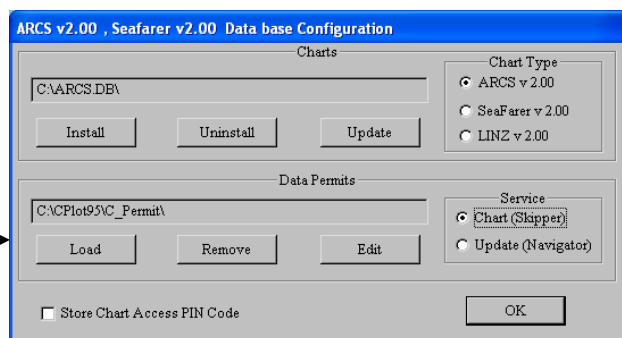 ARCS v2.00 , Seafarer v2.00 Data base Configuration
Charts
C:\ARCS.DB\
Install
Uninstall
Update
Chart Type
ARCS v 2.00
SeaFarer v 2.00
LINZ v 2.00
Data Permits
C:\CPlot95\C_Permit\
Load
Remove
Edit
Service
Chart (Skipper)
Update (Navigator)
Store Chart Access PIN Code
OK